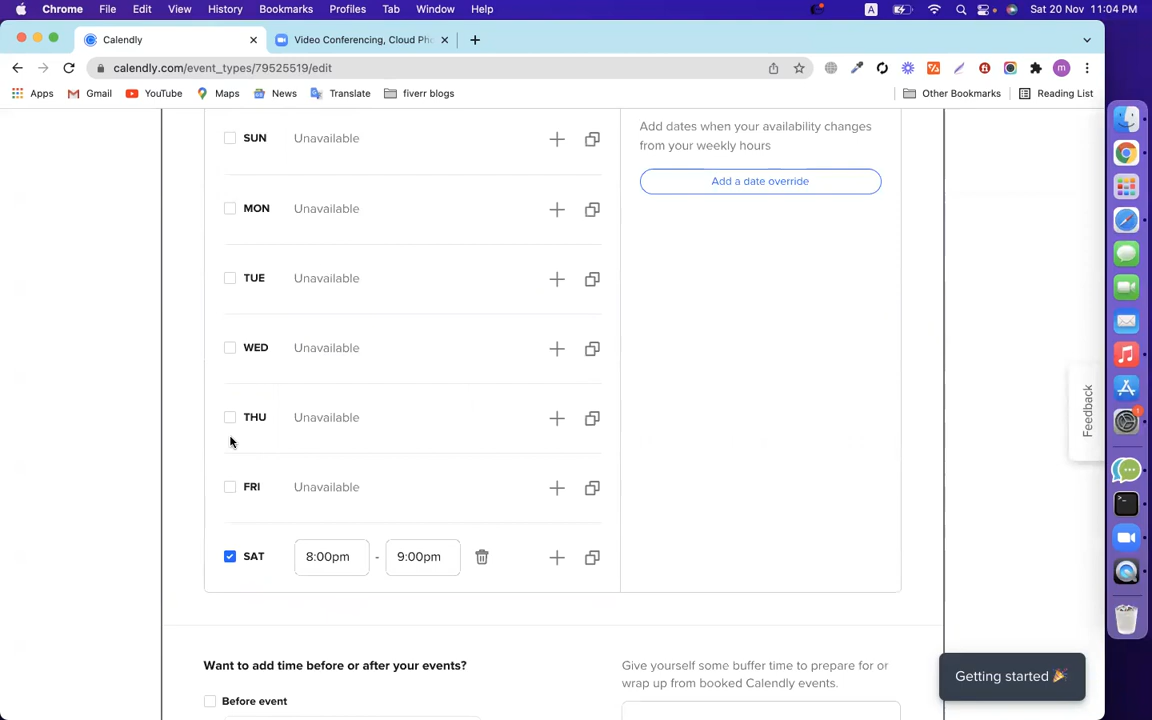 Chrome File Edit View History Bookmarks Profiles Tab Window Help A Sat 20 Nov 11:04 PM
Calendly
Video Conferencing, Cloud Pho
calendly.com/event_types/79525519/edit
m
Apps Gmail YouTube Maps News Translate fiverr blogs Other Bookmarks Reading List
SUN Unavailable
MON Unavailable
TUE Unavailable
WED Unavailable
THU Unavailable
FRI Unavailable
SAT 8:00pm - 9:00pm
Add dates when your availability changes
from your weekly hours
Add a date override
Feedback
Want to add time before or after your events?
Before event
Give yourself some buffer time to prepare for or
wrap up from booked Calendly events.
Getting started 🎉